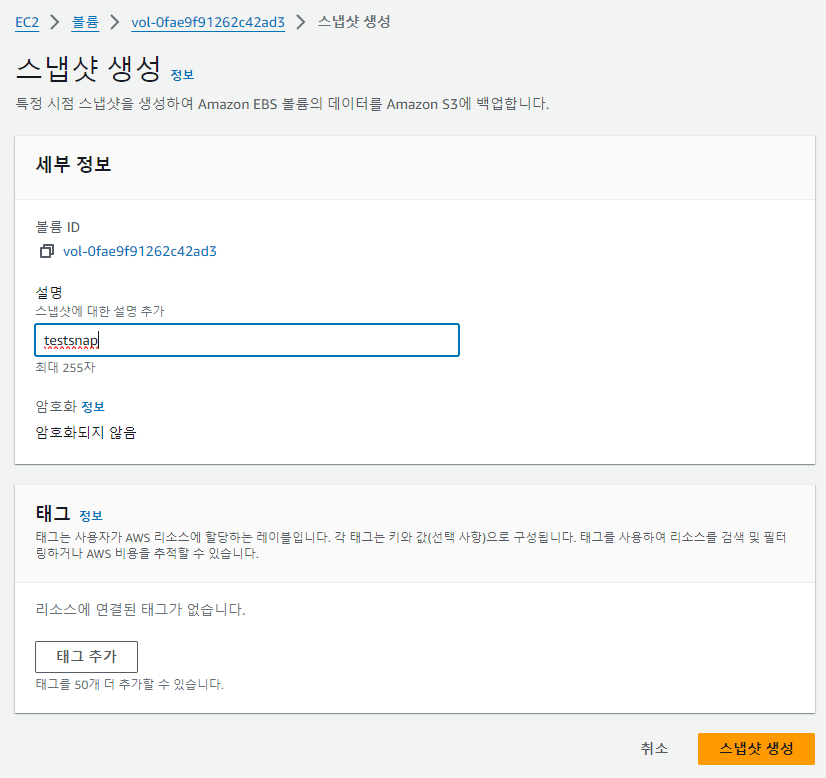 EC2 > 볼륨 > vol-0fae9f91262c42ad3 > 스냅샷 생성
스냅샷 생성 정보
특정 시점 스냅샷을 생성하여 Amazon EBS 볼륨의 데이터를 Amazon S3에 백업합니다.
세부 정보
볼륨 ID
vol-0fae9f91262c42ad3
설명
스냅샷에 대한 설명 추가
testsnap
최대 255자
암호화 정보
암호화되지 않음
태그 정보
태그는 사용자가 AWS 리소스에 할당하는 레이블입니다. 각 태그는 키와 값(선택 사항)으로 구성됩니다. 태그를 사용하여 리소스를 검색 및 필터
링하거나 AWS 비용을 추적할 수 있습니다.
리소스에 연결된 태그가 없습니다.
태그 추가
태그를 50개 더 추가할 수 있습니다.
취소 스냅샷 생성